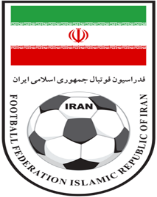 فدراسیون فوتبال جمهوری اسلامی ایران
IRAN
FOOTBALL FEDERATION ISLAMIC REPUBLIC OF IRAN